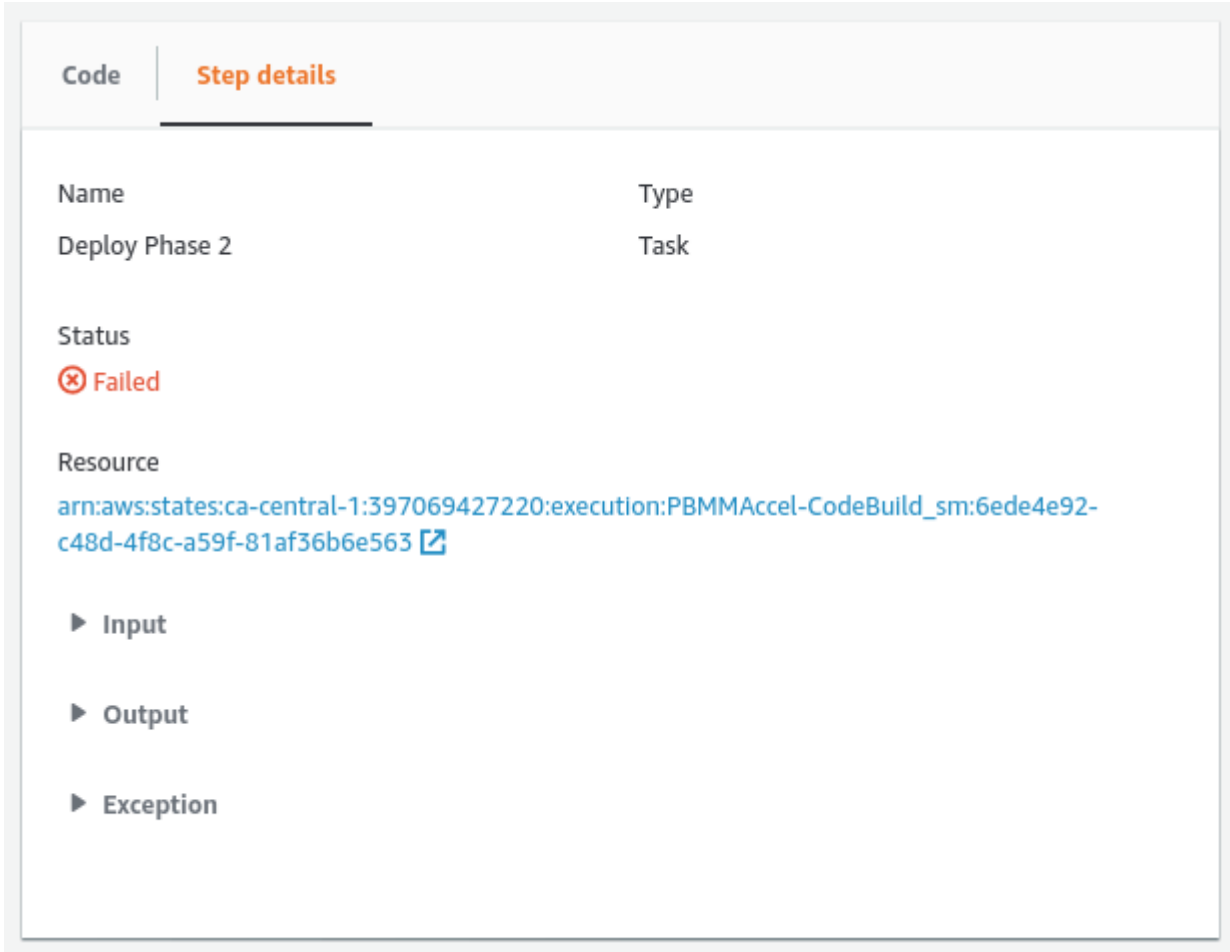 Code
Step details
Name
Type
Deploy Phase 2
Task
Status
Failed
Resource
arn:aws:states:ca-central-1:397069427220:execution:PBMMAccel-CodeBuild_sm:6ede4e92-
c48d-4f8c-a59f-81af36b6e563
Input
Output
Exception